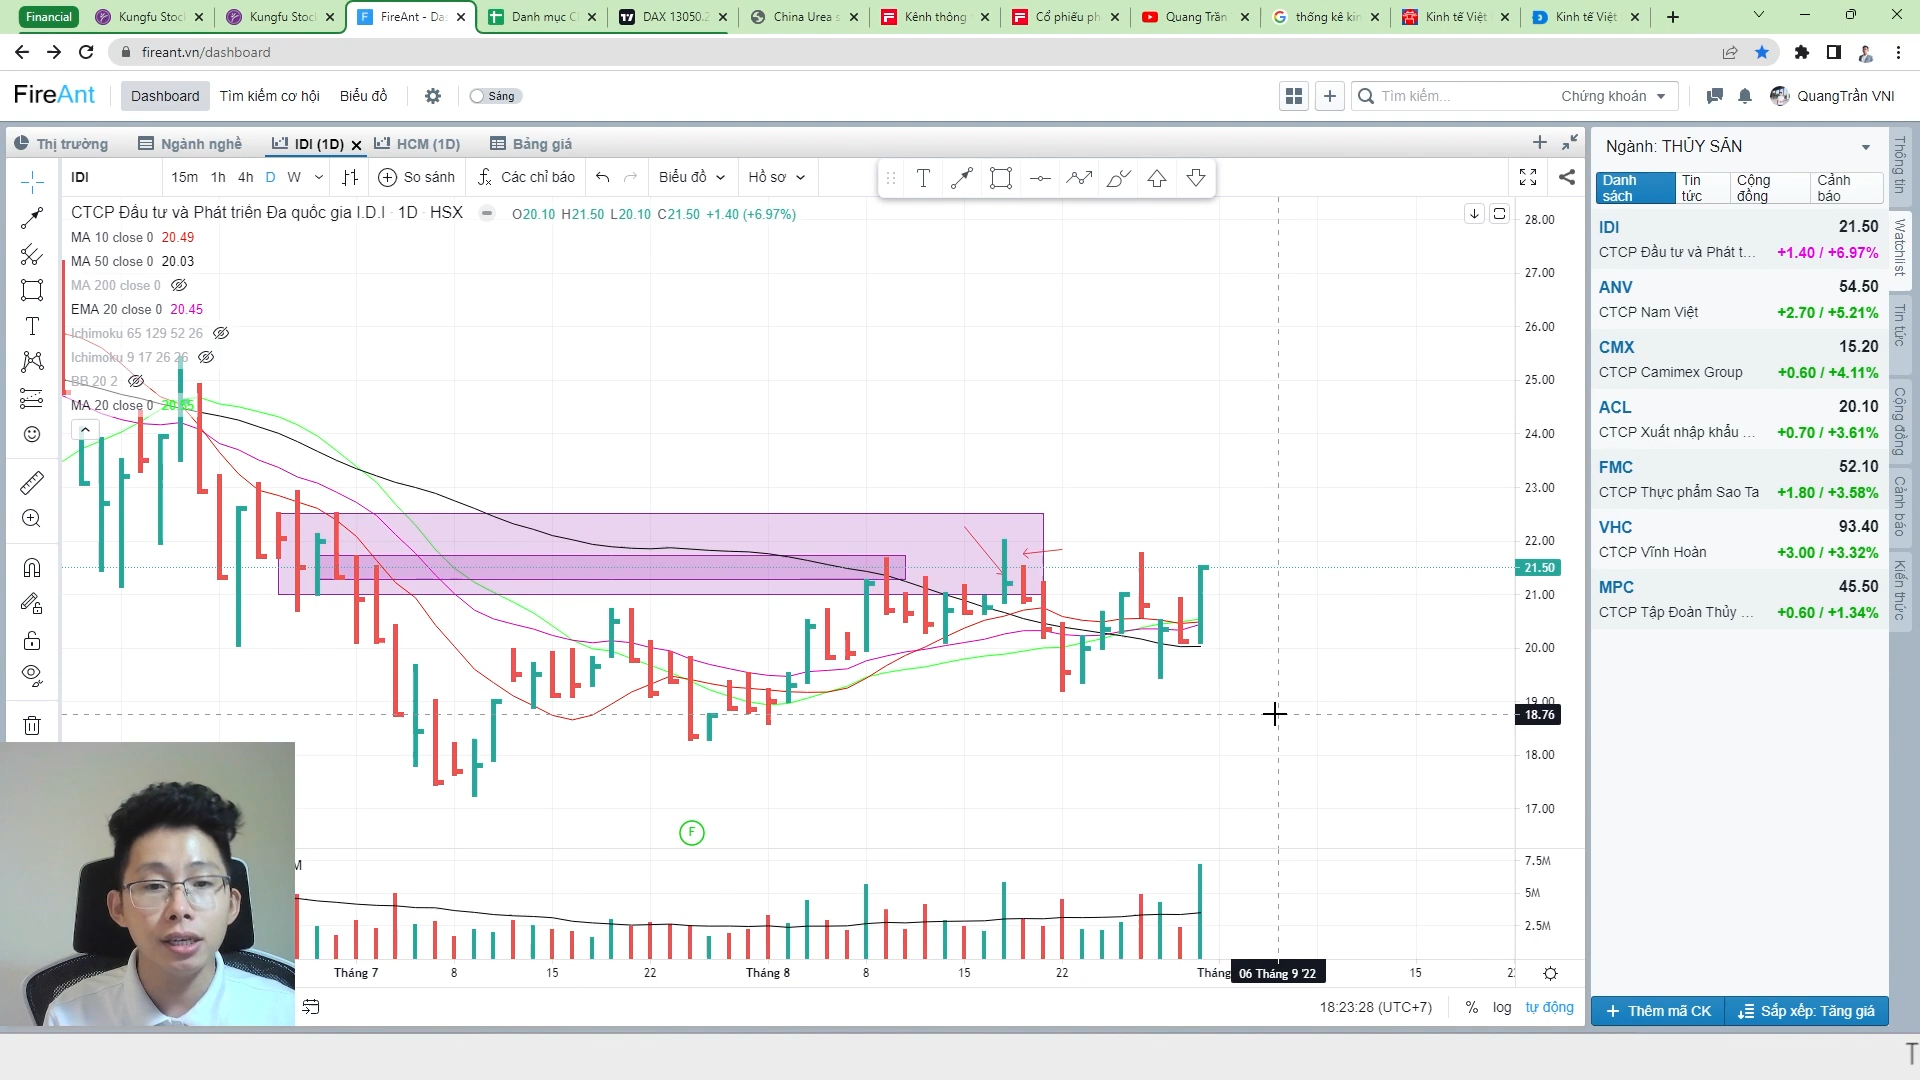 Financial
Kungfu Stoc
Kungfu Stoc
FireAnt - Da
Danh mục C
DAX 13050.
China Urea s
Kênh thông
Cổ phiếu ph
Quang Trần
thống kê kin
Kinh tế Việt
Kinh tế Việt
fireant.vn/dashboard
FireAnt
Dashboard
Tìm kiếm cơ hội
Biểu đồ
Sáng
Tìm kiếm...
Chứng khoán
QuangTrần VNI
Thị trường
Ngành nghề
IDI (1D)
HCM (1D)
Bảng giá
IDI
15m 1h 4h D W
So sánh
Các chỉ báo
Biểu đồ
Hồ sơ
CTCP Đầu tư và Phát triển Đa quốc gia I.D.I · 1D · HSX
O20.10 H21.50 L20.10 C21.50 +1.40 (+6.97%)
MA 10 close 0 20.49
MA 50 close 0 20.03
MA 200 close 0
EMA 20 close 0 20.45
Ichimoku 65 129 52 26
Ichimoku 9 17 26 26
BB 20 2
MA 20 close 0
28.00
27.00
26.00
25.00
24.00
23.00
22.00
21.50
21.00
20.00
19.00
18.76
18.00
17.00
F
M
7.5M
5M
2.5M
Tháng 7
8
15
22
Tháng 8
8
15
22
Tháng
06 Tháng 9 '22
15
18:23:28 (UTC+7)
%
log
tự động
Ngành: THỦY SẢN
Danh sách
Tin tức
Cộng đồng
Cảnh báo
IDI 21.50
CTCP Đầu tư và Phát t... +1.40 / +6.97%
ANV 54.50
CTCP Nam Việt +2.70 / +5.21%
CMX 15.20
CTCP Camimex Group +0.60 / +4.11%
ACL 20.10
CTCP Xuất nhập khẩu ... +0.70 / +3.61%
FMC 52.10
CTCP Thực phẩm Sao Ta +1.80 / +3.58%
VHC 93.40
CTCP Vĩnh Hoàn +3.00 / +3.32%
MPC 45.50
CTCP Tập Đoàn Thủy ... +0.60 / +1.34%
Thêm mã CK
Sắp xếp: Tăng giá
Thông tin
Watchlist
Tin tức
Cộng đồng
Cảnh báo
Kiến thức
T